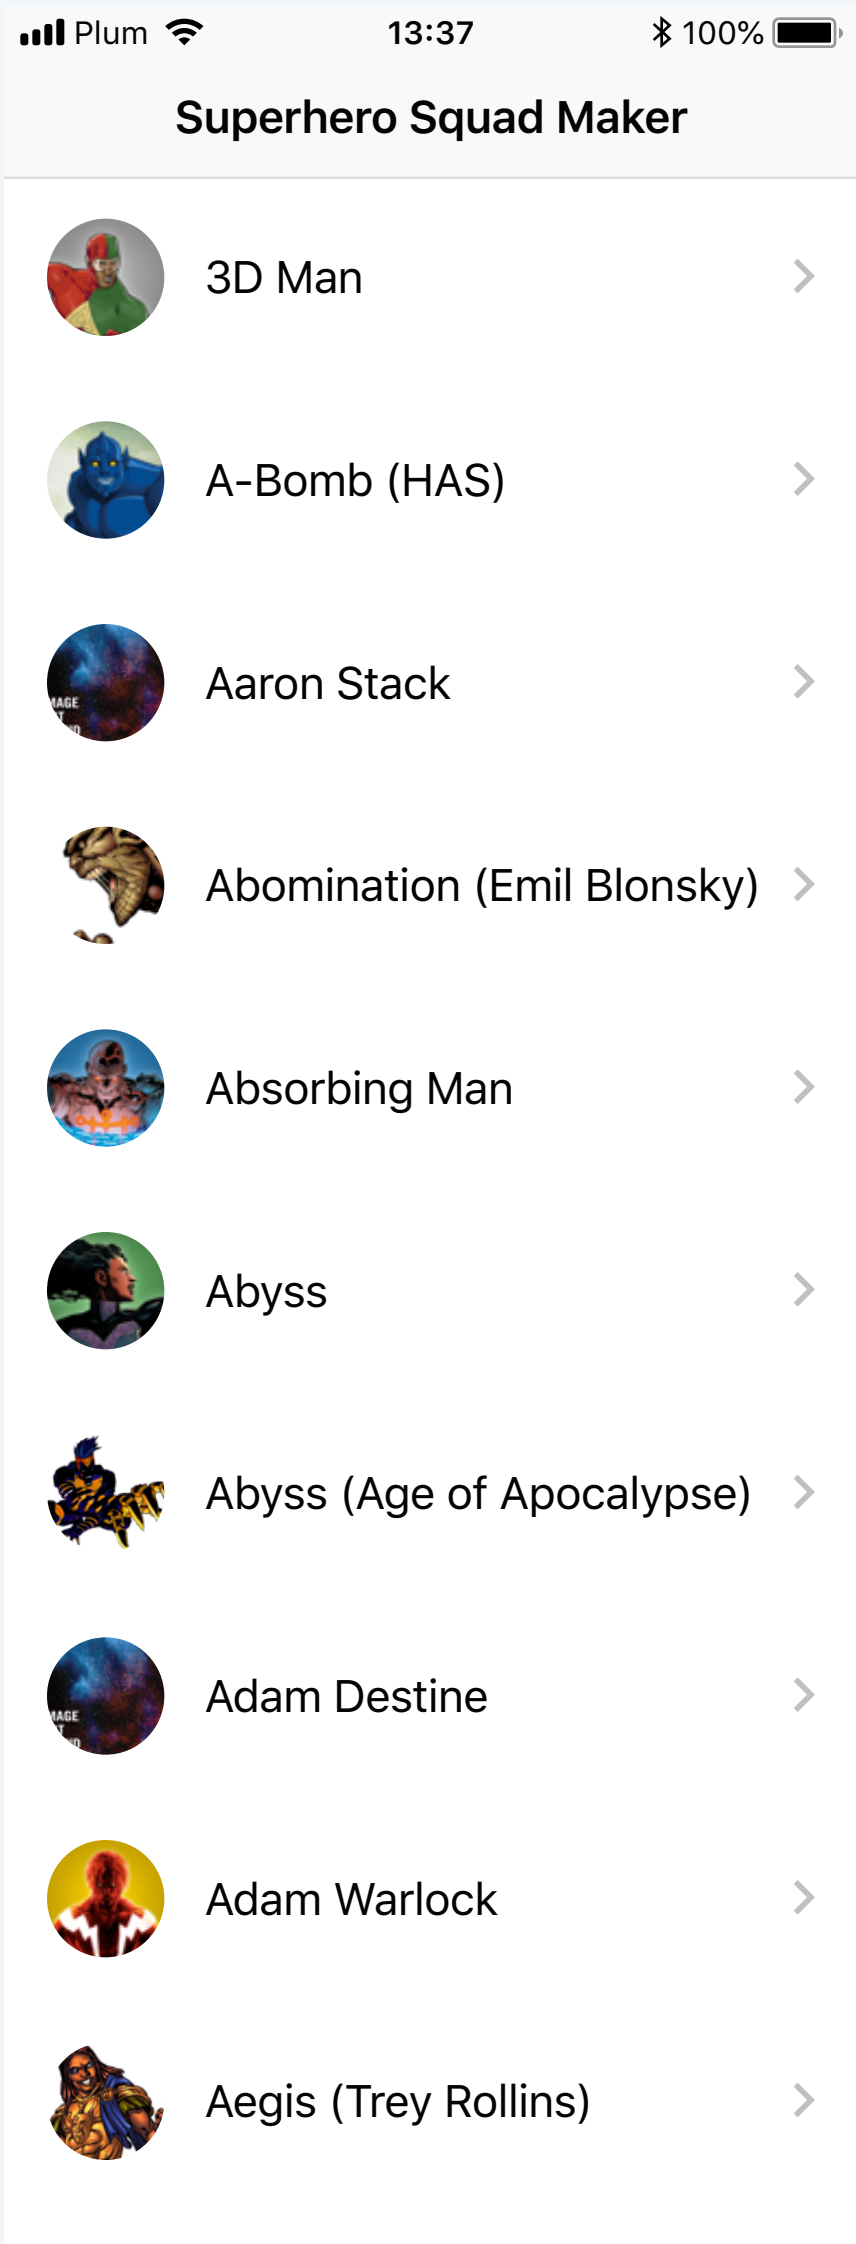 Plum 13:37 100%
Superhero Squad Maker
3D Man
A-Bomb (HAS)
Aaron Stack
Abomination (Emil Blonsky)
Absorbing Man
Abyss
Abyss (Age of Apocalypse)
Adam Destine
Adam Warlock
Aegis (Trey Rollins)